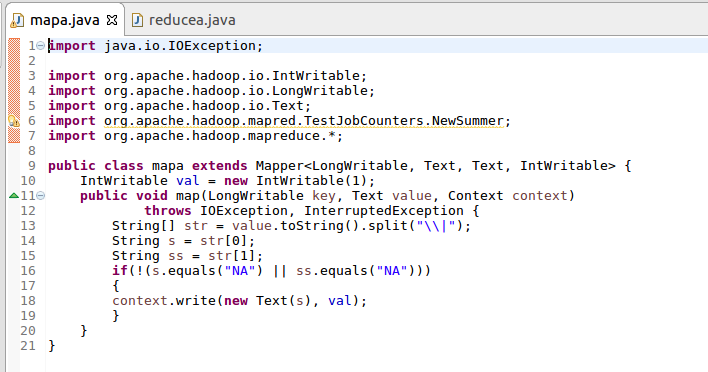 mapa.java reducea.java
1 import java.io.IOException;
2
3 import org.apache.hadoop.io.IntWritable;
4 import org.apache.hadoop.io.LongWritable;
5 import org.apache.hadoop.io.Text;
6 import org.apache.hadoop.mapred.TestJobCounters.NewSummer;
7 import org.apache.hadoop.mapreduce.*;
8
9 public class mapa extends Mapper<LongWritable, Text, Text, IntWritable> {
10     IntWritable val = new IntWritable(1);
11     public void map(LongWritable key, Text value, Context context)
12             throws IOException, InterruptedException {
13         String[] str = value.toString().split("\\|");
14         String s = str[0];
15         String ss = str[1];
16         if(!(s.equals("NA") || ss.equals("NA")))
17         {
18         context.write(new Text(s), val);
19         }
20     }
21 }